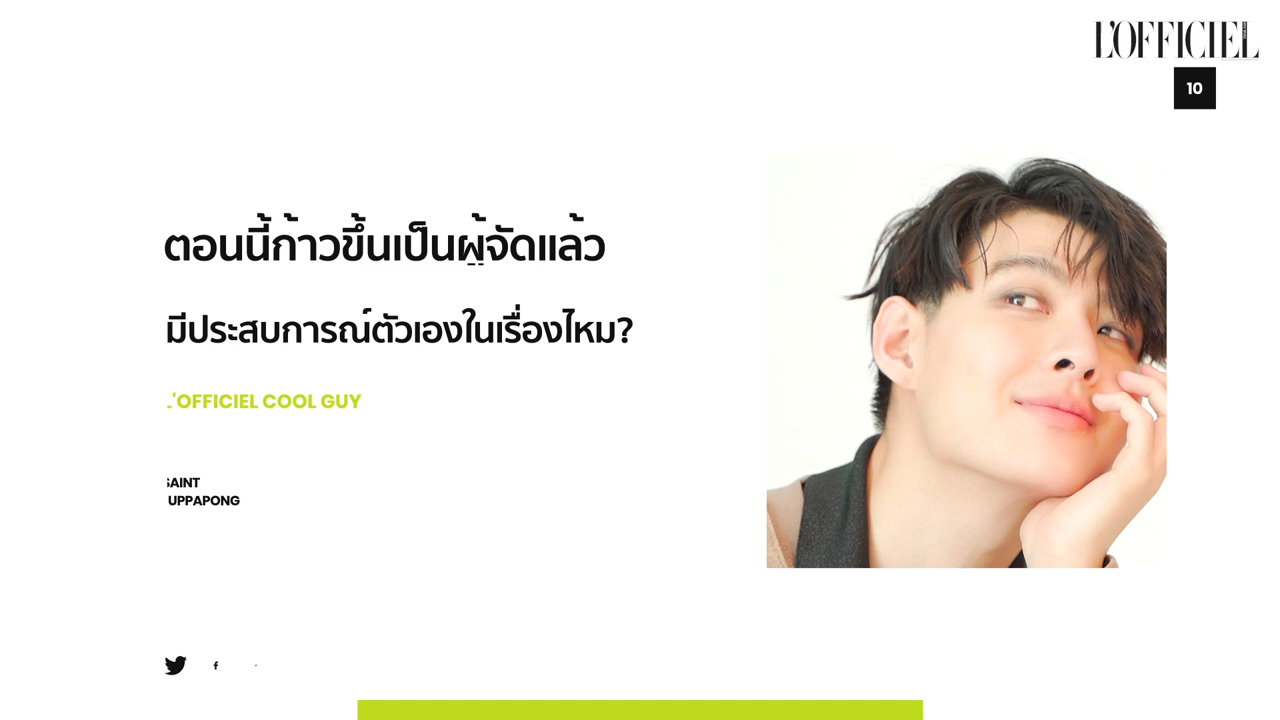 L'OFFICIEL
10
ตอนนี้ก้าวขึ้นเป็นผู้จัดแล้ว
มีประสบการณ์ตัวเองในเรื่องไหม?
L'OFFICIEL COOL GUY
SAINT
UPPAPONG